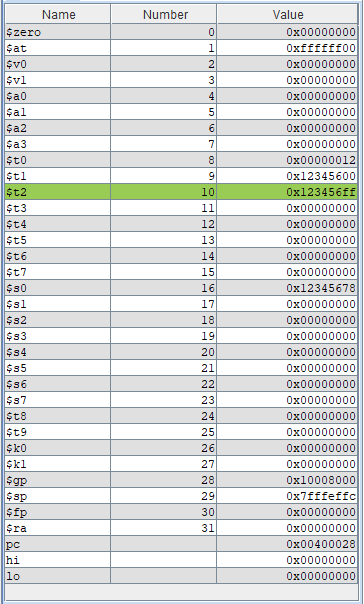 Name Number Value
$zero 0 0x00000000
$at 1 0xffffff00
$v0 2 0x00000000
$v1 3 0x00000000
$a0 4 0x00000000
$a1 5 0x00000000
$a2 6 0x00000000
$a3 7 0x00000000
$t0 8 0x00000012
$t1 9 0x12345600
$t2 10 0x123456ff
$t3 11 0x00000000
$t4 12 0x00000000
$t5 13 0x00000000
$t6 14 0x00000000
$t7 15 0x00000000
$s0 16 0x12345678
$s1 17 0x00000000
$s2 18 0x00000000
$s3 19 0x00000000
$s4 20 0x00000000
$s5 21 0x00000000
$s6 22 0x00000000
$s7 23 0x00000000
$t8 24 0x00000000
$t9 25 0x00000000
$k0 26 0x00000000
$k1 27 0x00000000
$gp 28 0x10008000
$sp 29 0x7fffeffc
$fp 30 0x00000000
$ra 31 0x00000000
pc 0x00400028
hi 0x00000000
lo 0x00000000